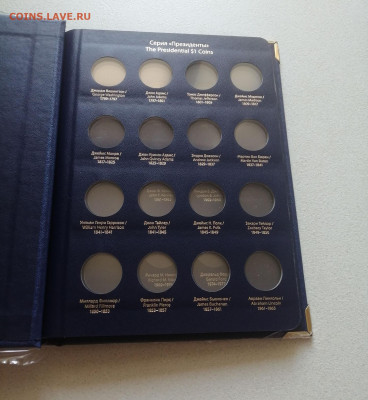 COINS.LAVE.RU
Серия «Президенты»
The Presidential $1 Coins
Джордж Вашингтон /
George Washington
1789–1797
Джон Адамс /
John Adams
1797–1801
Томас Джефферсон /
Thomas Jefferson
1801–1809
Джеймс Мэдисон /
James Madison
1809–1817
Джеймс Монро /
James Monroe
1817–1825
Джон Куинси Адамс /
John Quincy Adams
1825–1829
Эндрю Джексон /
Andrew Jackson
1829–1837
Мартин Ван Бюрен /
Martin Van Buren
1837–1841
Уильям Генри Гаррисон /
William Henry Harrison
1841–1841
Джон Тайлер /
John Tyler
1841–1845
Джеймс К. Полк /
James K. Polk
1845–1849
Закари Тейлор /
Zachary Taylor
1849–1850
Миллард Филлмор /
Millard Fillmore
1850–1853
Франклин Пирс /
Franklin Pierce
1853–1857
Джеймс Бьюкенен /
James Buchanan
1857–1861
Авраам Линкольн /
Abraham Lincoln
1861–1865